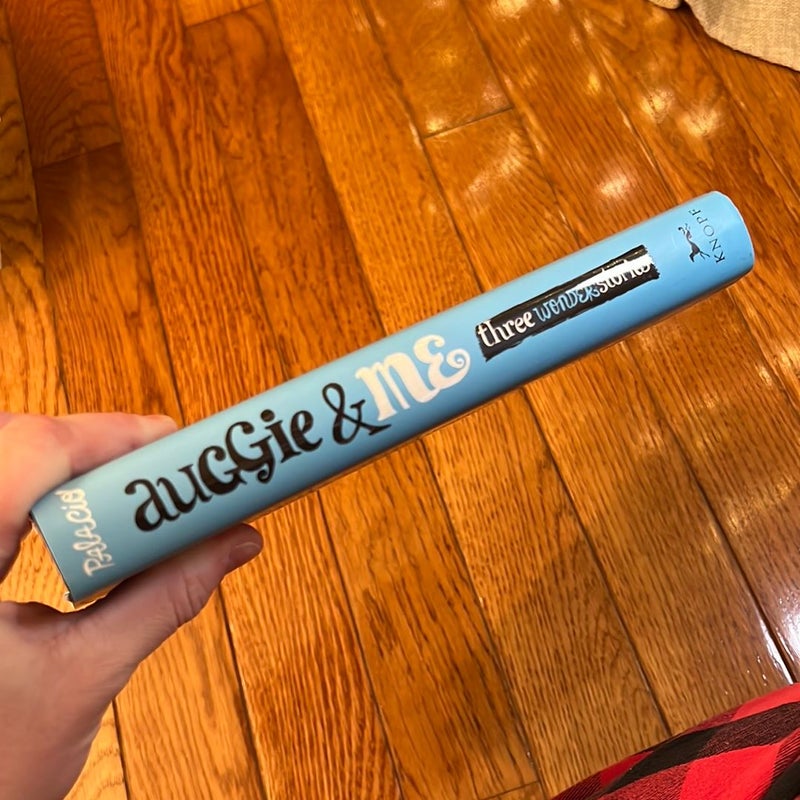 PALACIO
auGGie & ME
three WONDER stories
KNOPF